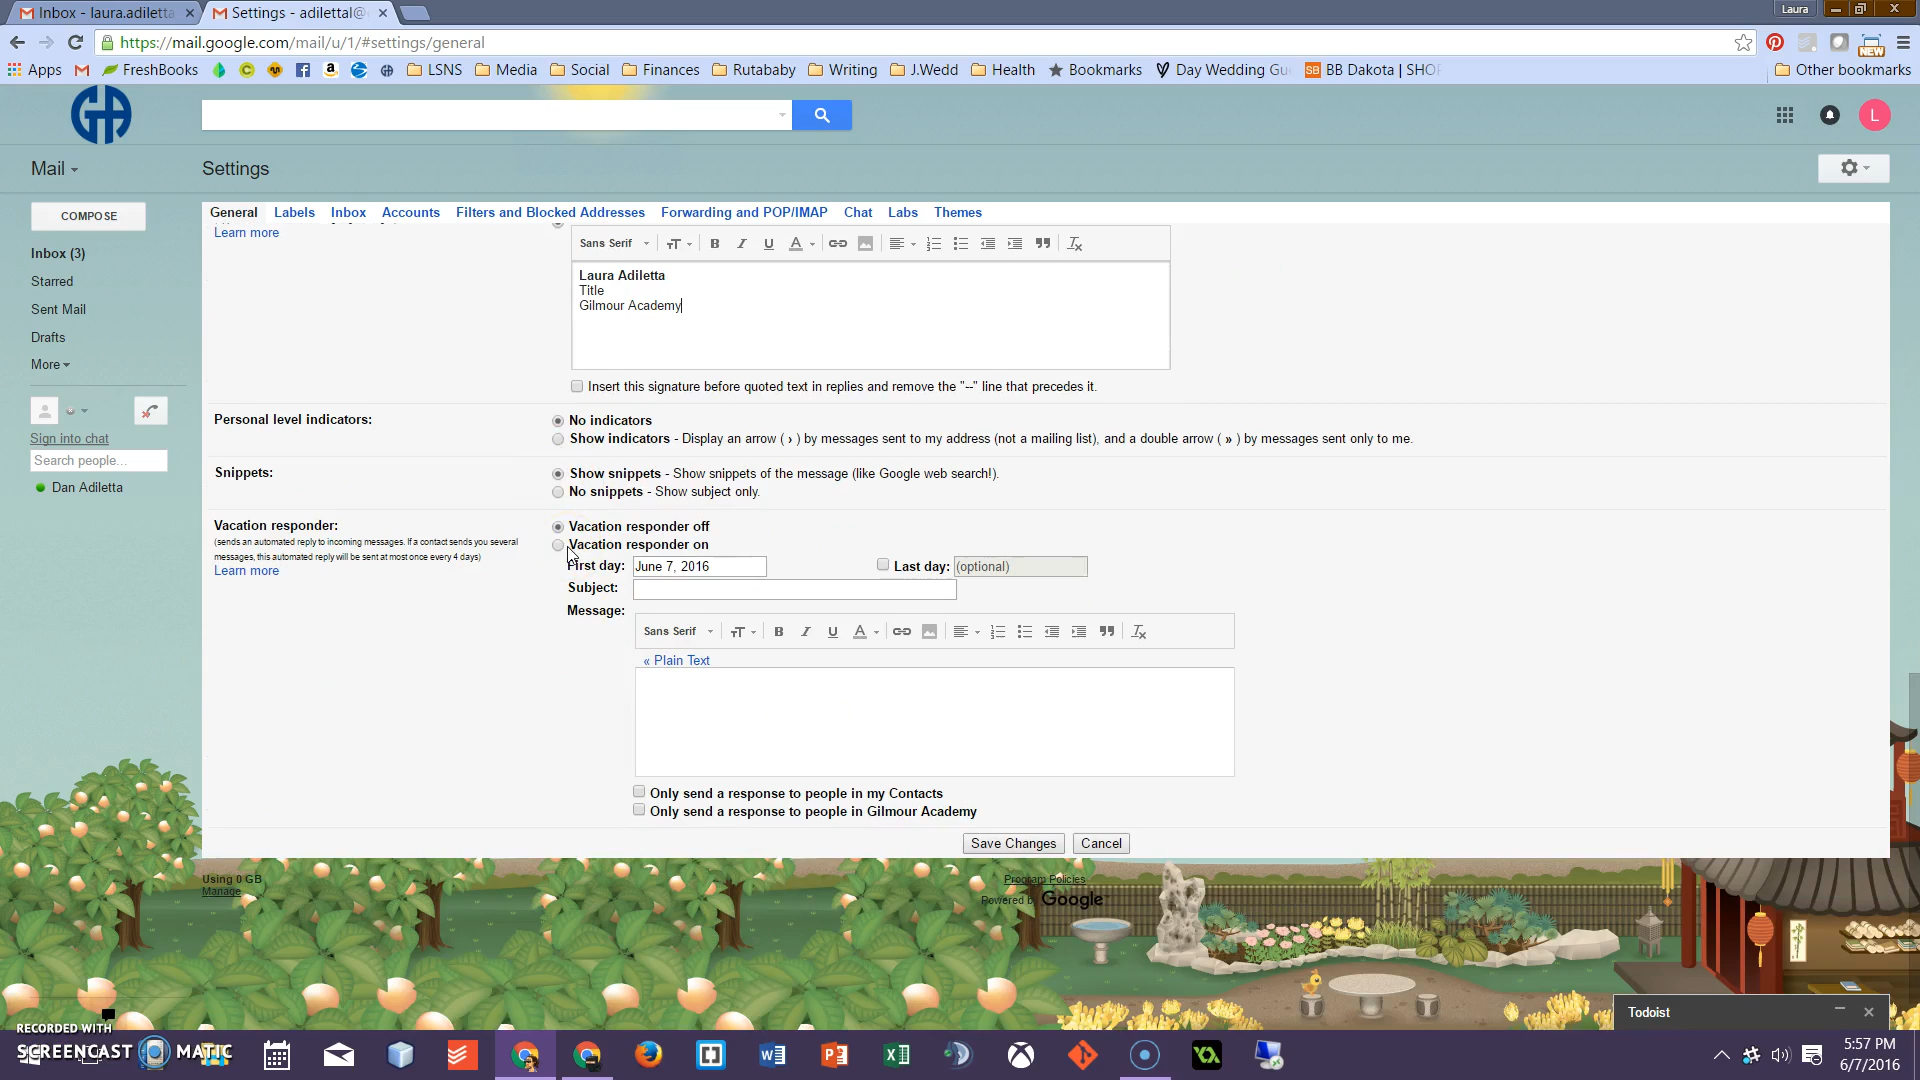 Inbox - laura.adiletta
Settings - adilettal@
Laura
https://mail.google.com/mail/u/1/#settings/general
NEW
Apps
FreshBooks
LSNS
Media
Social
Finances
Rutababy
Writing
J.Wedd
Health
Bookmarks
Day Wedding Gu
BB Dakota | SHO
Other bookmarks
GA
L
Mail
Settings
COMPOSE
General
Labels
Inbox
Accounts
Filters and Blocked Addresses
Forwarding and POP/IMAP
Chat
Labs
Themes
Learn more
Sans Serif
Inbox (3)
Starred
Sent Mail
Drafts
More
Laura Adiletta
Title
Gilmour Academy
Insert this signature before quoted text in replies and remove the "--" line that precedes it.
Sign into chat
Search people...
Dan Adiletta
Personal level indicators:
No indicators
Show indicators - Display an arrow ( › ) by messages sent to my address (not a mailing list), and a double arrow ( » ) by messages sent only to me.
Snippets:
Show snippets - Show snippets of the message (like Google web search!).
No snippets - Show subject only.
Vacation responder:
(sends an automated reply to incoming messages. If a contact sends you several
messages, this automated reply will be sent at most once every 4 days)
Learn more
Vacation responder off
Vacation responder on
First day: June 7, 2016
Last day: (optional)
Subject:
Message:
Sans Serif
« Plain Text
Only send a response to people in my Contacts
Only send a response to people in Gilmour Academy
Save Changes
Cancel
Using 0 GB
Manage
Program Policies
Powered by Google
Todoist
RECORDED WITH
SCREENCAST MATIC
5:57 PM
6/7/2016